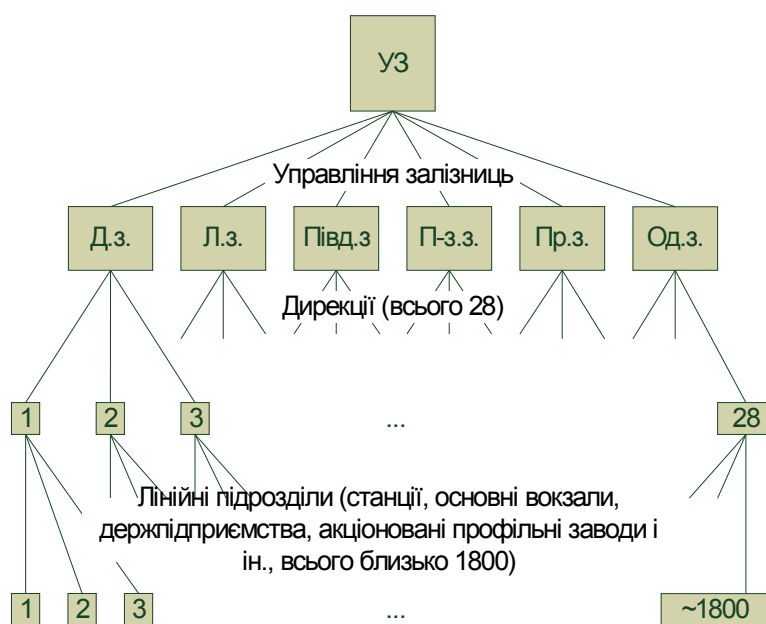 УЗ
Управління залізниць
Д.з.
Л.з.
Півд.з
П-з.з.
Пр.з.
Од.з.
Дирекції (всього 28)
1
2
3
...
28
Лінійні підрозділи (станції, основні вокзали,
держпідприємства, акціоновані профільні заводи і
ін., всього близько 1800)
1
2
3
...
~1800